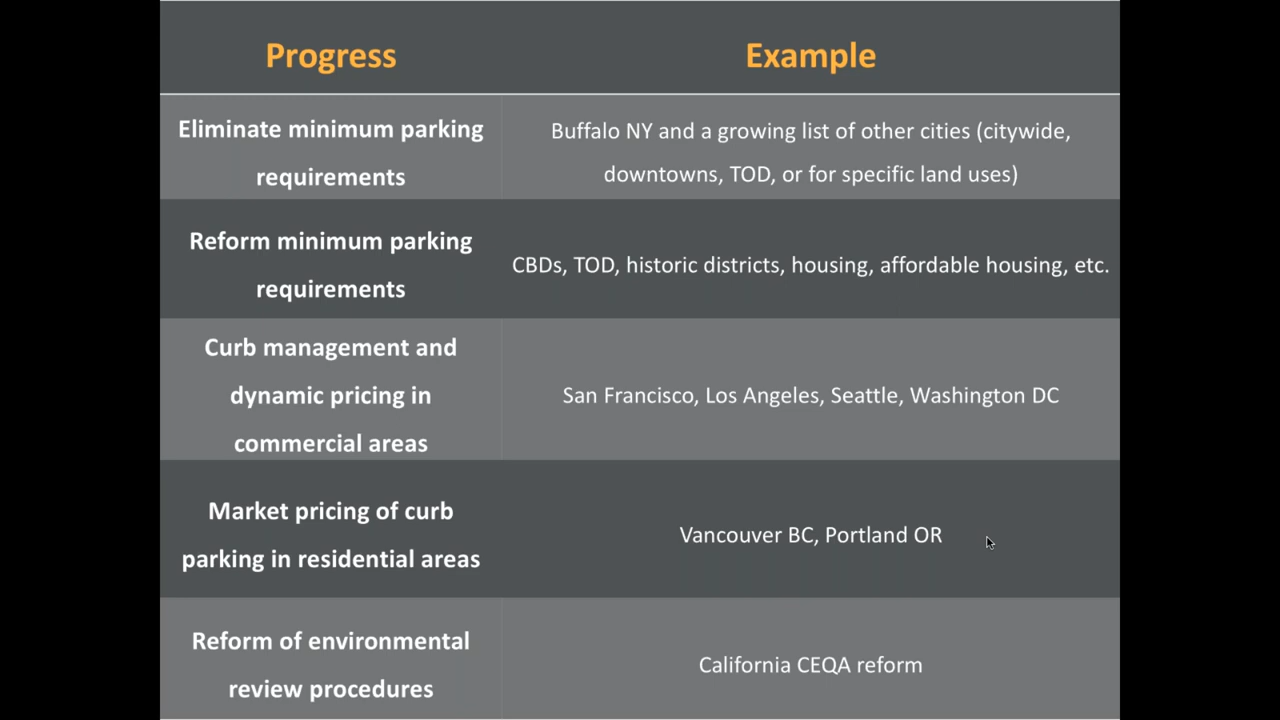 Progress
Example
Eliminate minimum parking
requirements
Buffalo NY and a growing list of other cities (citywide,
downtowns, TOD, or for specific land uses)
Reform minimum parking
requirements
CBDs, TOD, historic districts, housing, affordable housing, etc.
Curb management and
dynamic pricing in
commercial areas
San Francisco, Los Angeles, Seattle, Washington DC
Market pricing of curb
parking in residential areas
Vancouver BC, Portland OR
Reform of environmental
review procedures
California CEQA reform